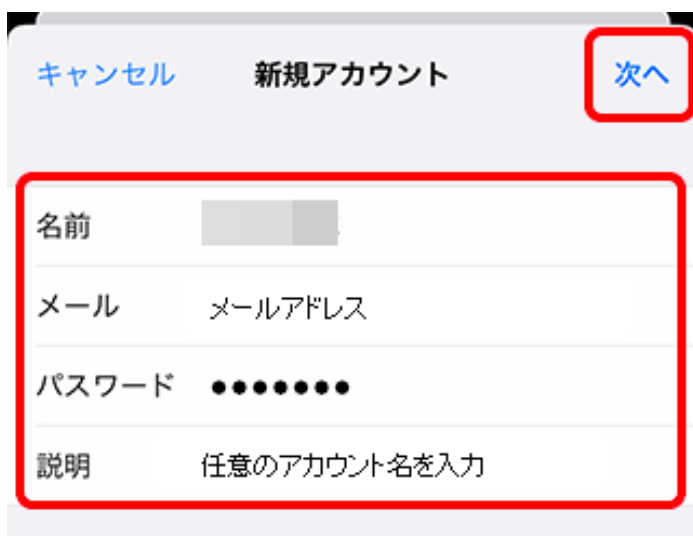 キャンセル 新規アカウント 次へ
名前
メール メールアドレス
パスワード ●●●●●●●
説明 任意のアカウント名を入力